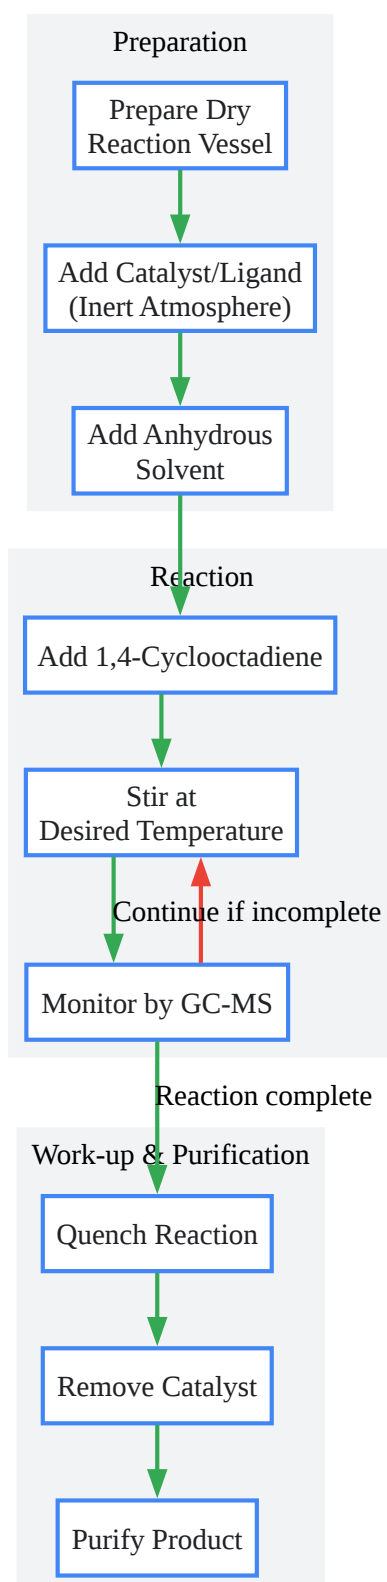 Preparation
Prepare Dry
Reaction Vessel
Add Catalyst/Ligand
(Inert Atmosphere)
Add Anhydrous
Solvent
Reaction
Add 1,4-Cyclooctadiene
Stir at
Desired Temperature
Continue if incomplete
Monitor by GC-MS
Reaction complete
Work-up & Purification
Quench Reaction
Remove Catalyst
Purify Product